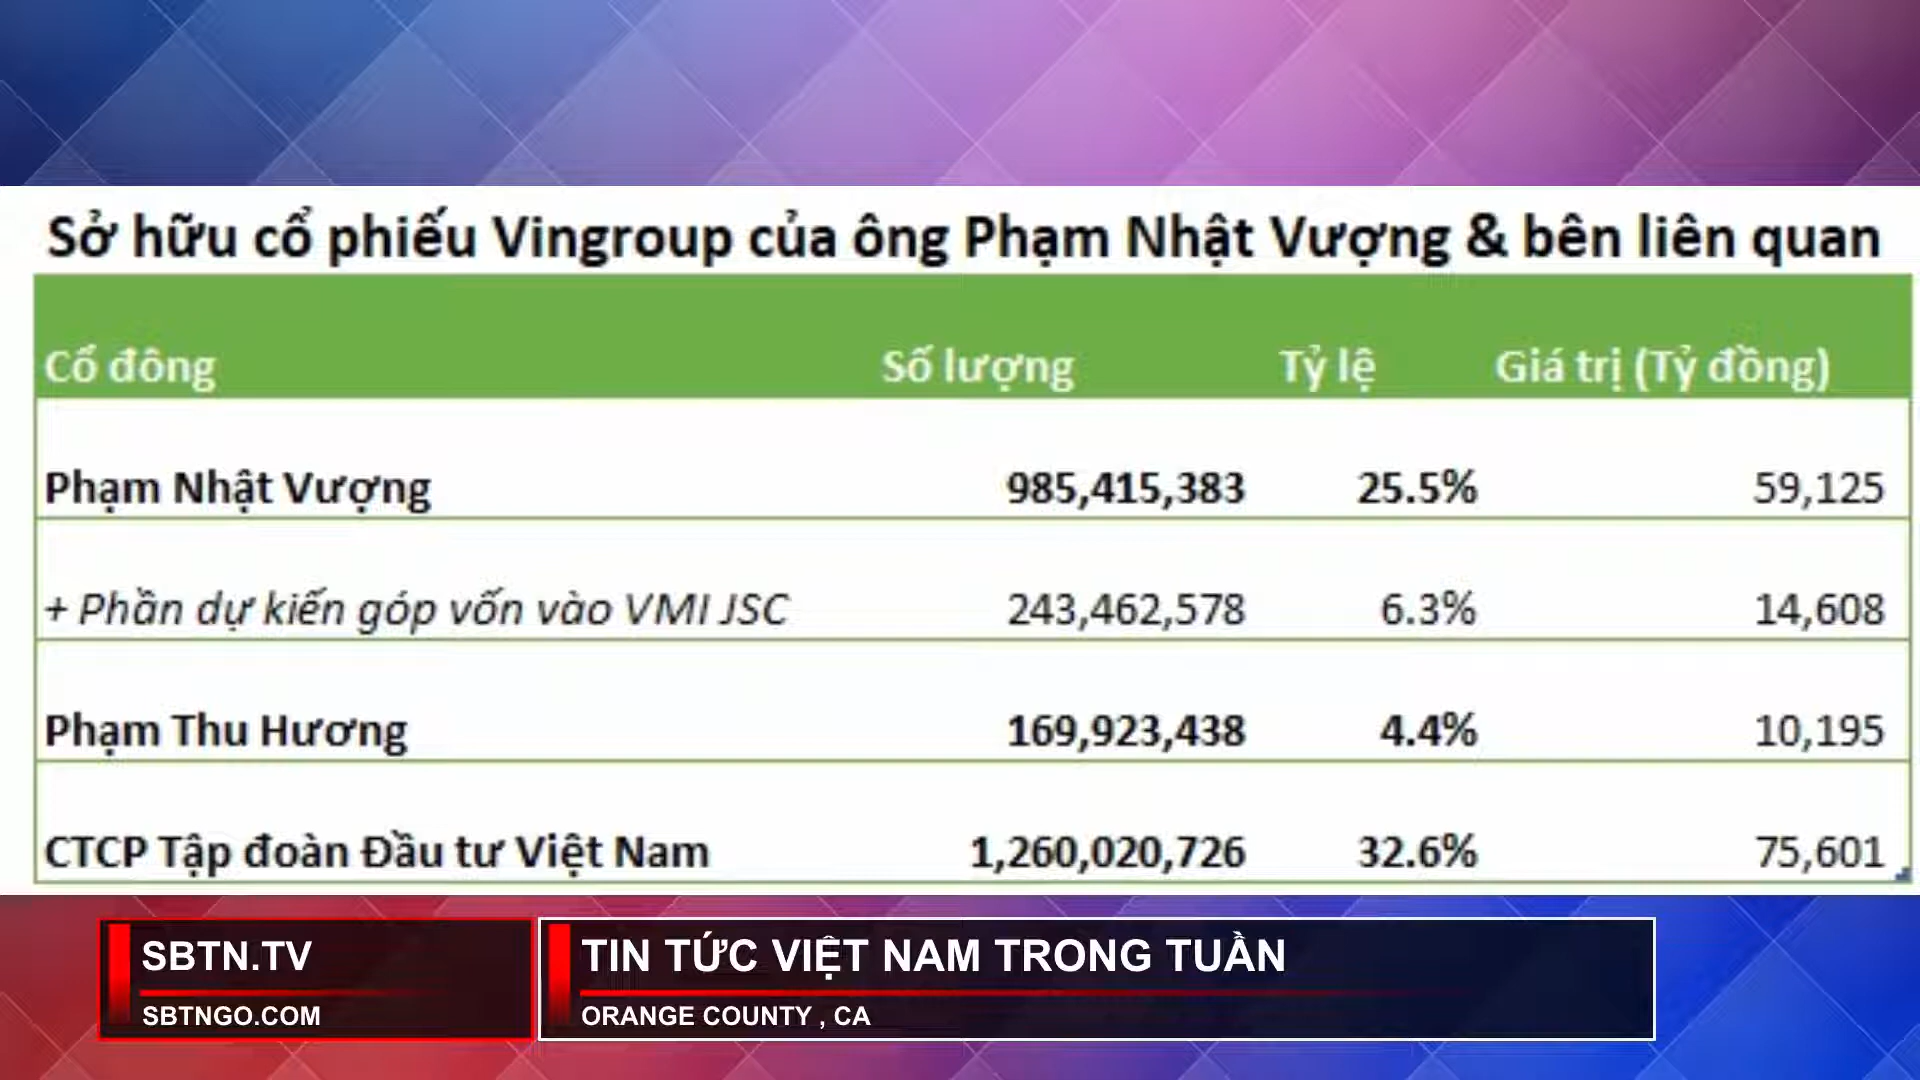 Sở hữu cổ phiếu Vingroup của ông Phạm Nhật Vượng & bên liên quan
Cổ đông Số lượng Tỷ lệ Giá trị (Tỷ đồng)
Phạm Nhật Vượng 985,415,383 25.5% 59,125
+ Phần dự kiến góp vốn vào VMI JSC 243,462,578 6.3% 14,608
Phạm Thu Hương 169,923,438 4.4% 10,195
CTCP Tập đoàn Đầu tư Việt Nam 1,260,020,726 32.6% 75,601
SBTN.TV
SBTNGO.COM
TIN TỨC VIỆT NAM TRONG TUẦN
ORANGE COUNTY , CA